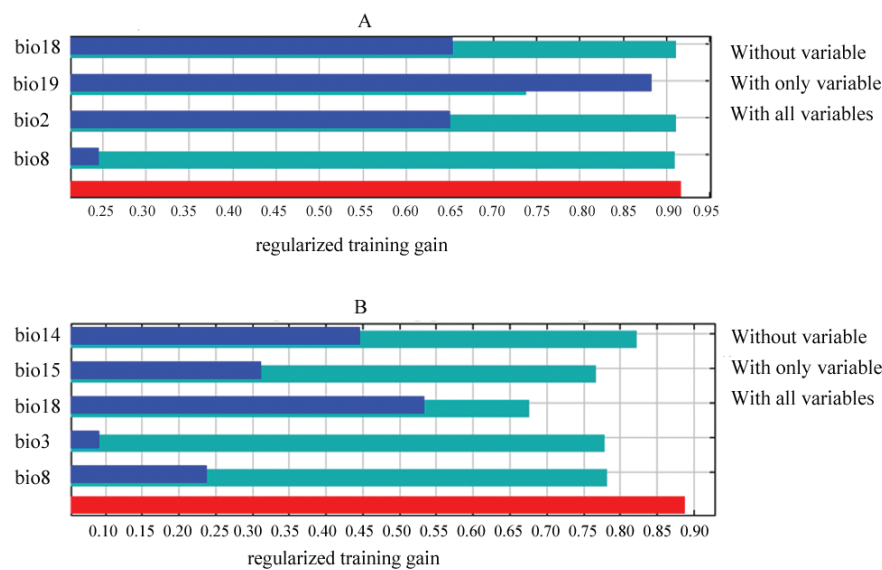 A
bio18
bio19
bio2
bio8
Without variable
With only variable
With all variables
0.25 0.30 0.35 0.40 0.45 0.50 0.55 0.60 0.65 0.70 0.75 0.80 0.85 0.90 0.95
regularized training gain
B
bio14
bio15
bio18
bio3
bio8
Without variable
With only variable
With all variables
0.10 0.15 0.20 0.25 0.30 0.35 0.40 0.45 0.50 0.55 0.60 0.65 0.70 0.75 0.80 0.85 0.90
regularized training gain